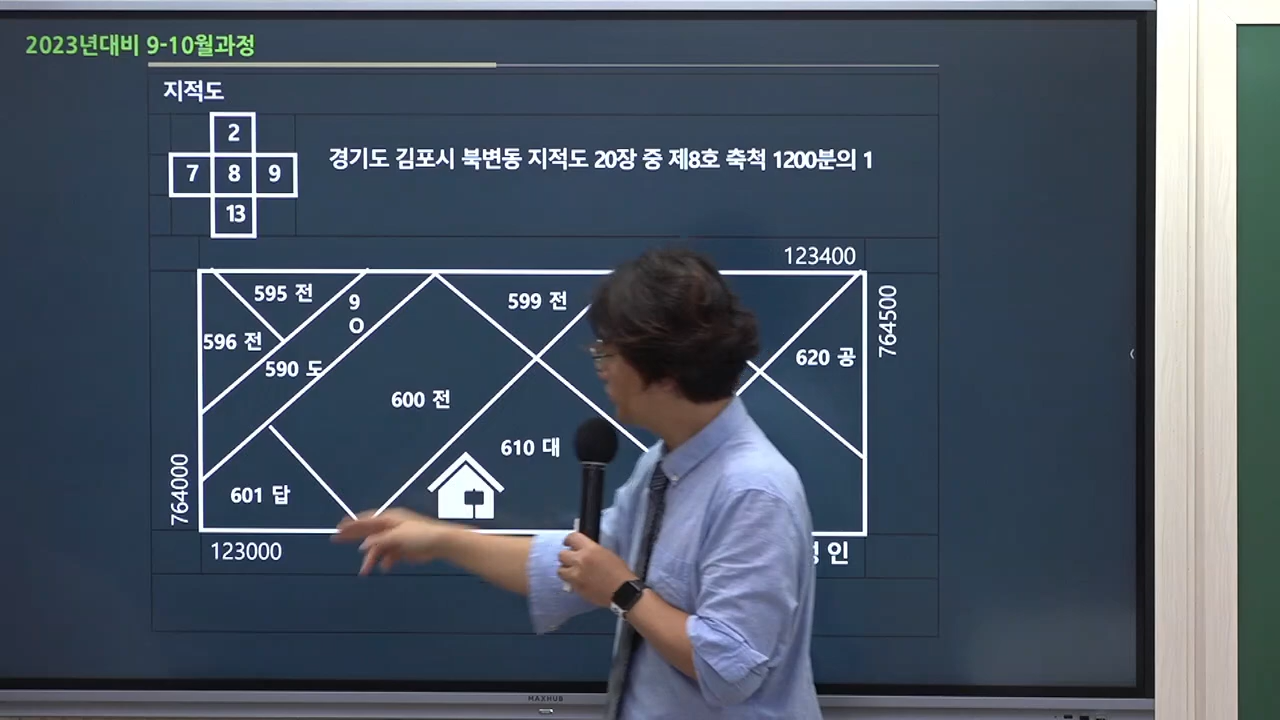 2023년대비 9-10월과정
지적도
2
7 8 9
13
경기도 김포시 북변동 지적도 20장 중 제8호 축척 1200분의 1
123400
764500
595 전
9
O
599 전
596 전
590 도
620 공
600 전
610 대
601 답
764000
123000
인
MAXHUB